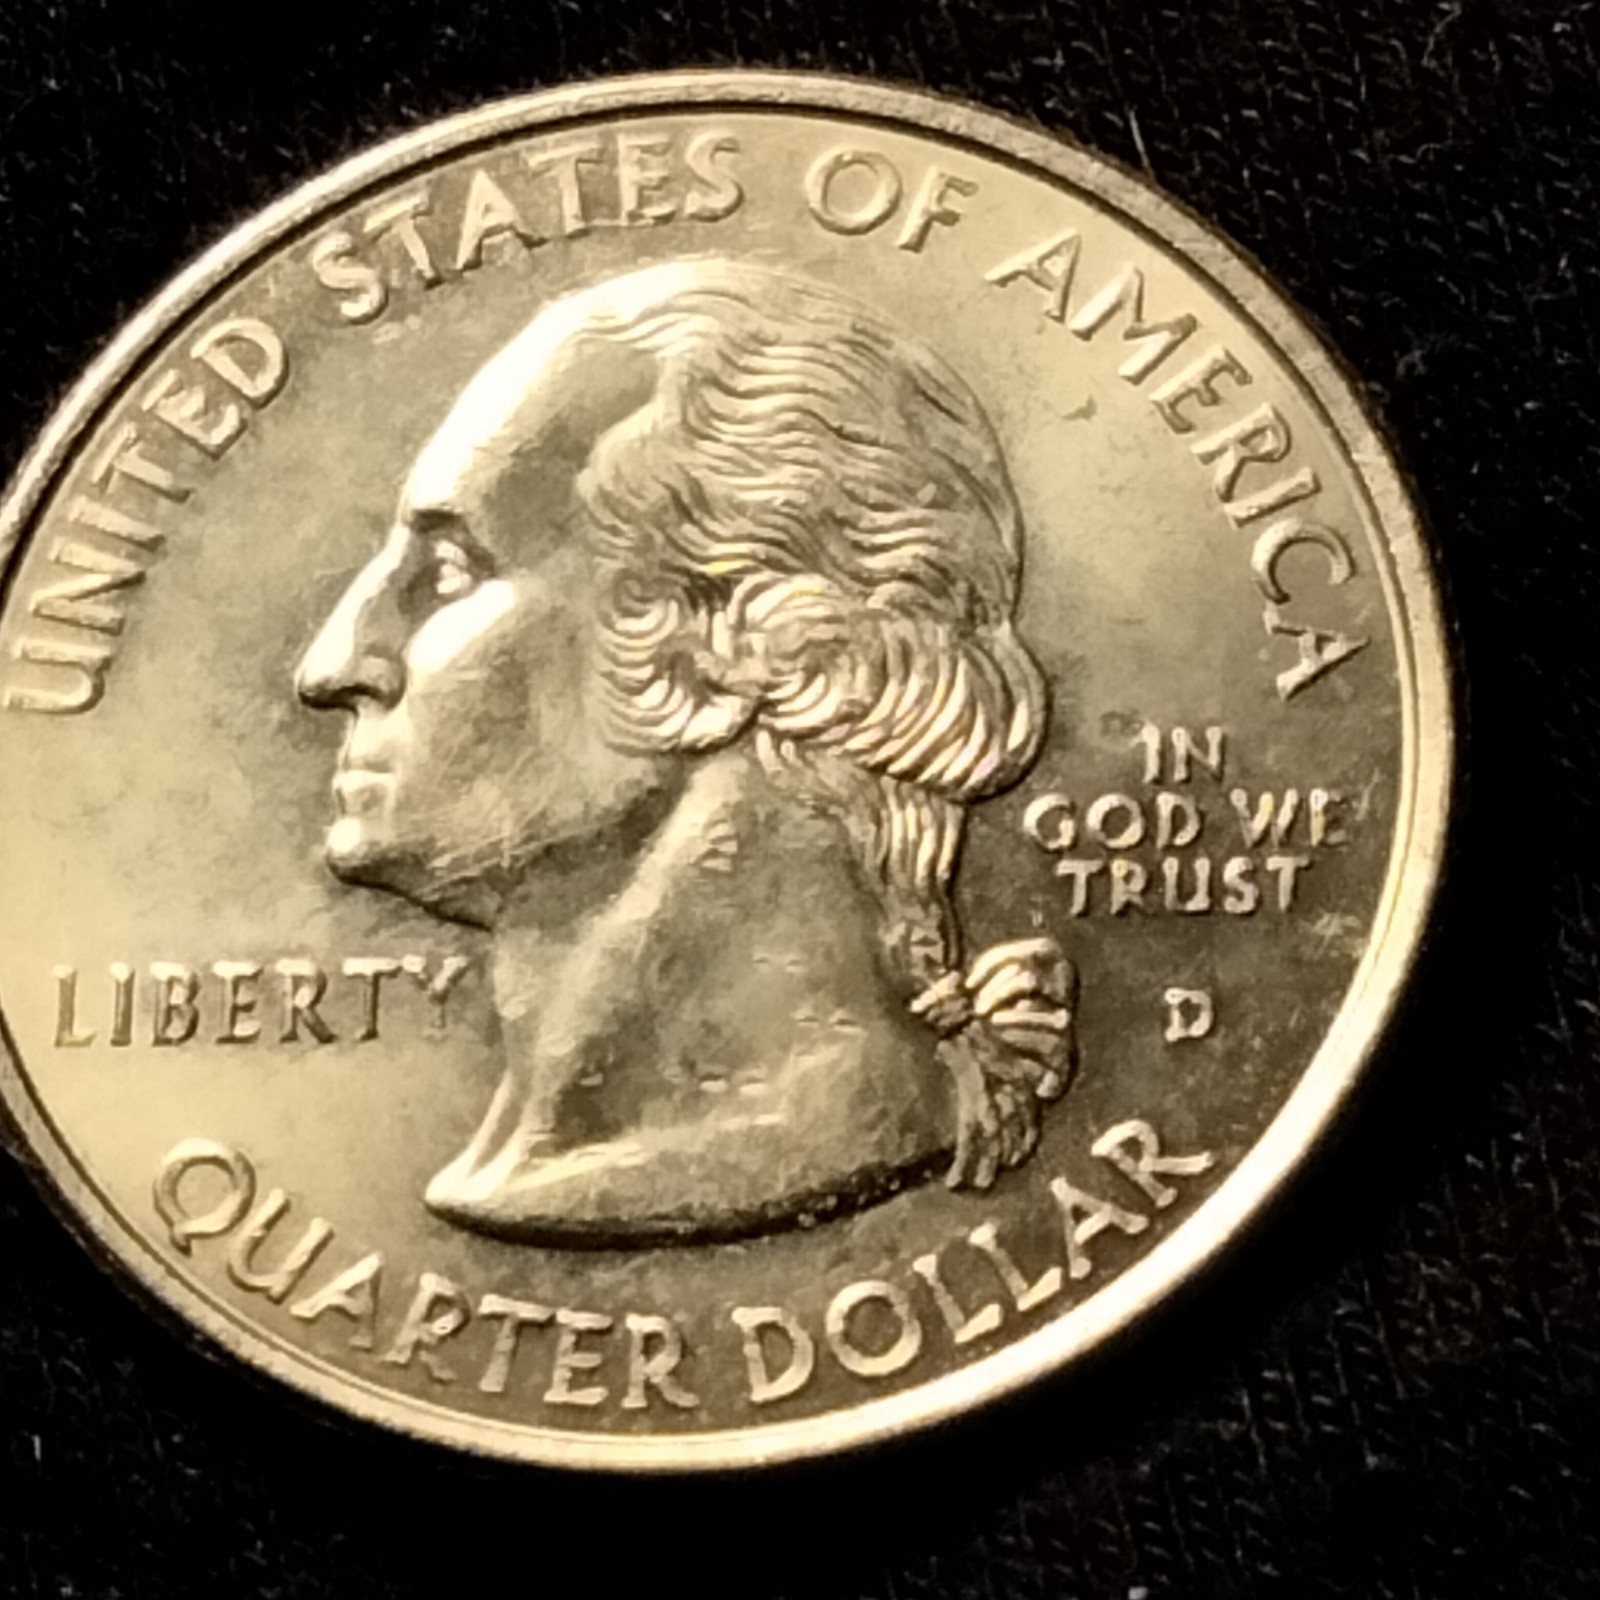 UNITED STATES OF AMERICA
IN
GOD WE
TRUST
LIBERTY
D
QUARTER DOLLAR